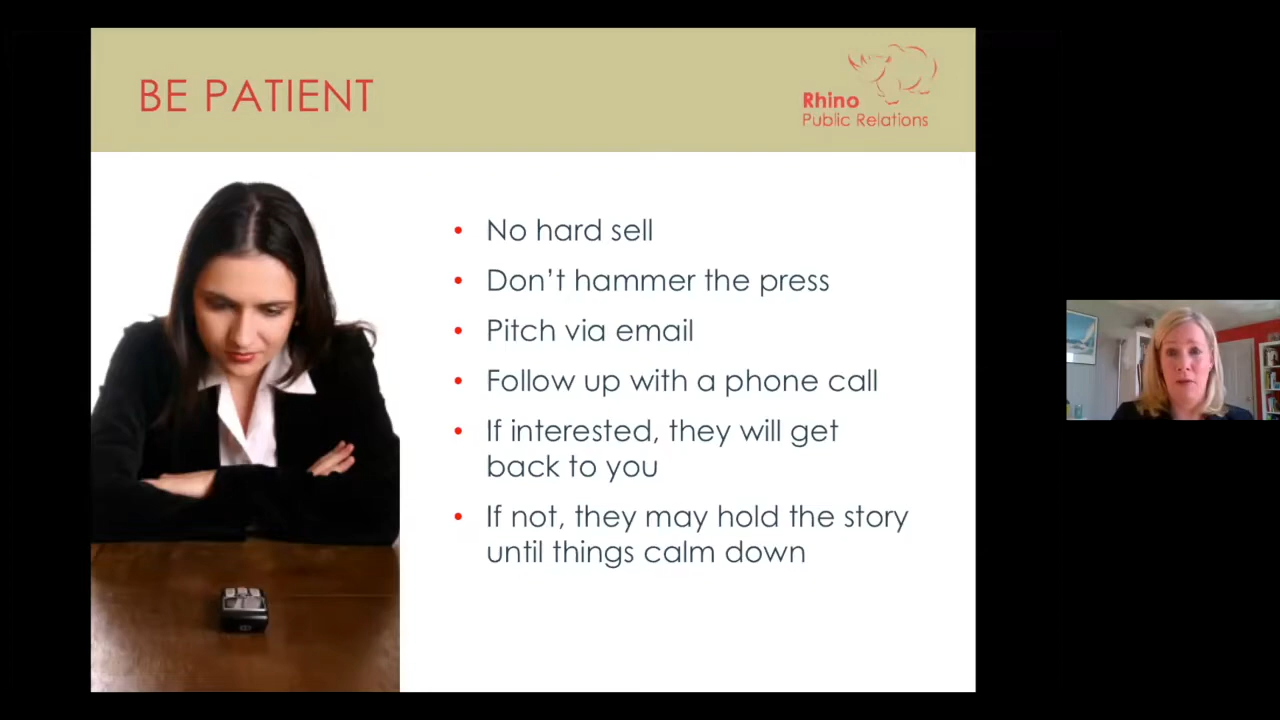 BE PATIENT
Rhino
Public Relations
• No hard sell
• Don't hammer the press
• Pitch via email
• Follow up with a phone call
• If interested, they will get
back to you
• If not, they may hold the story
until things calm down